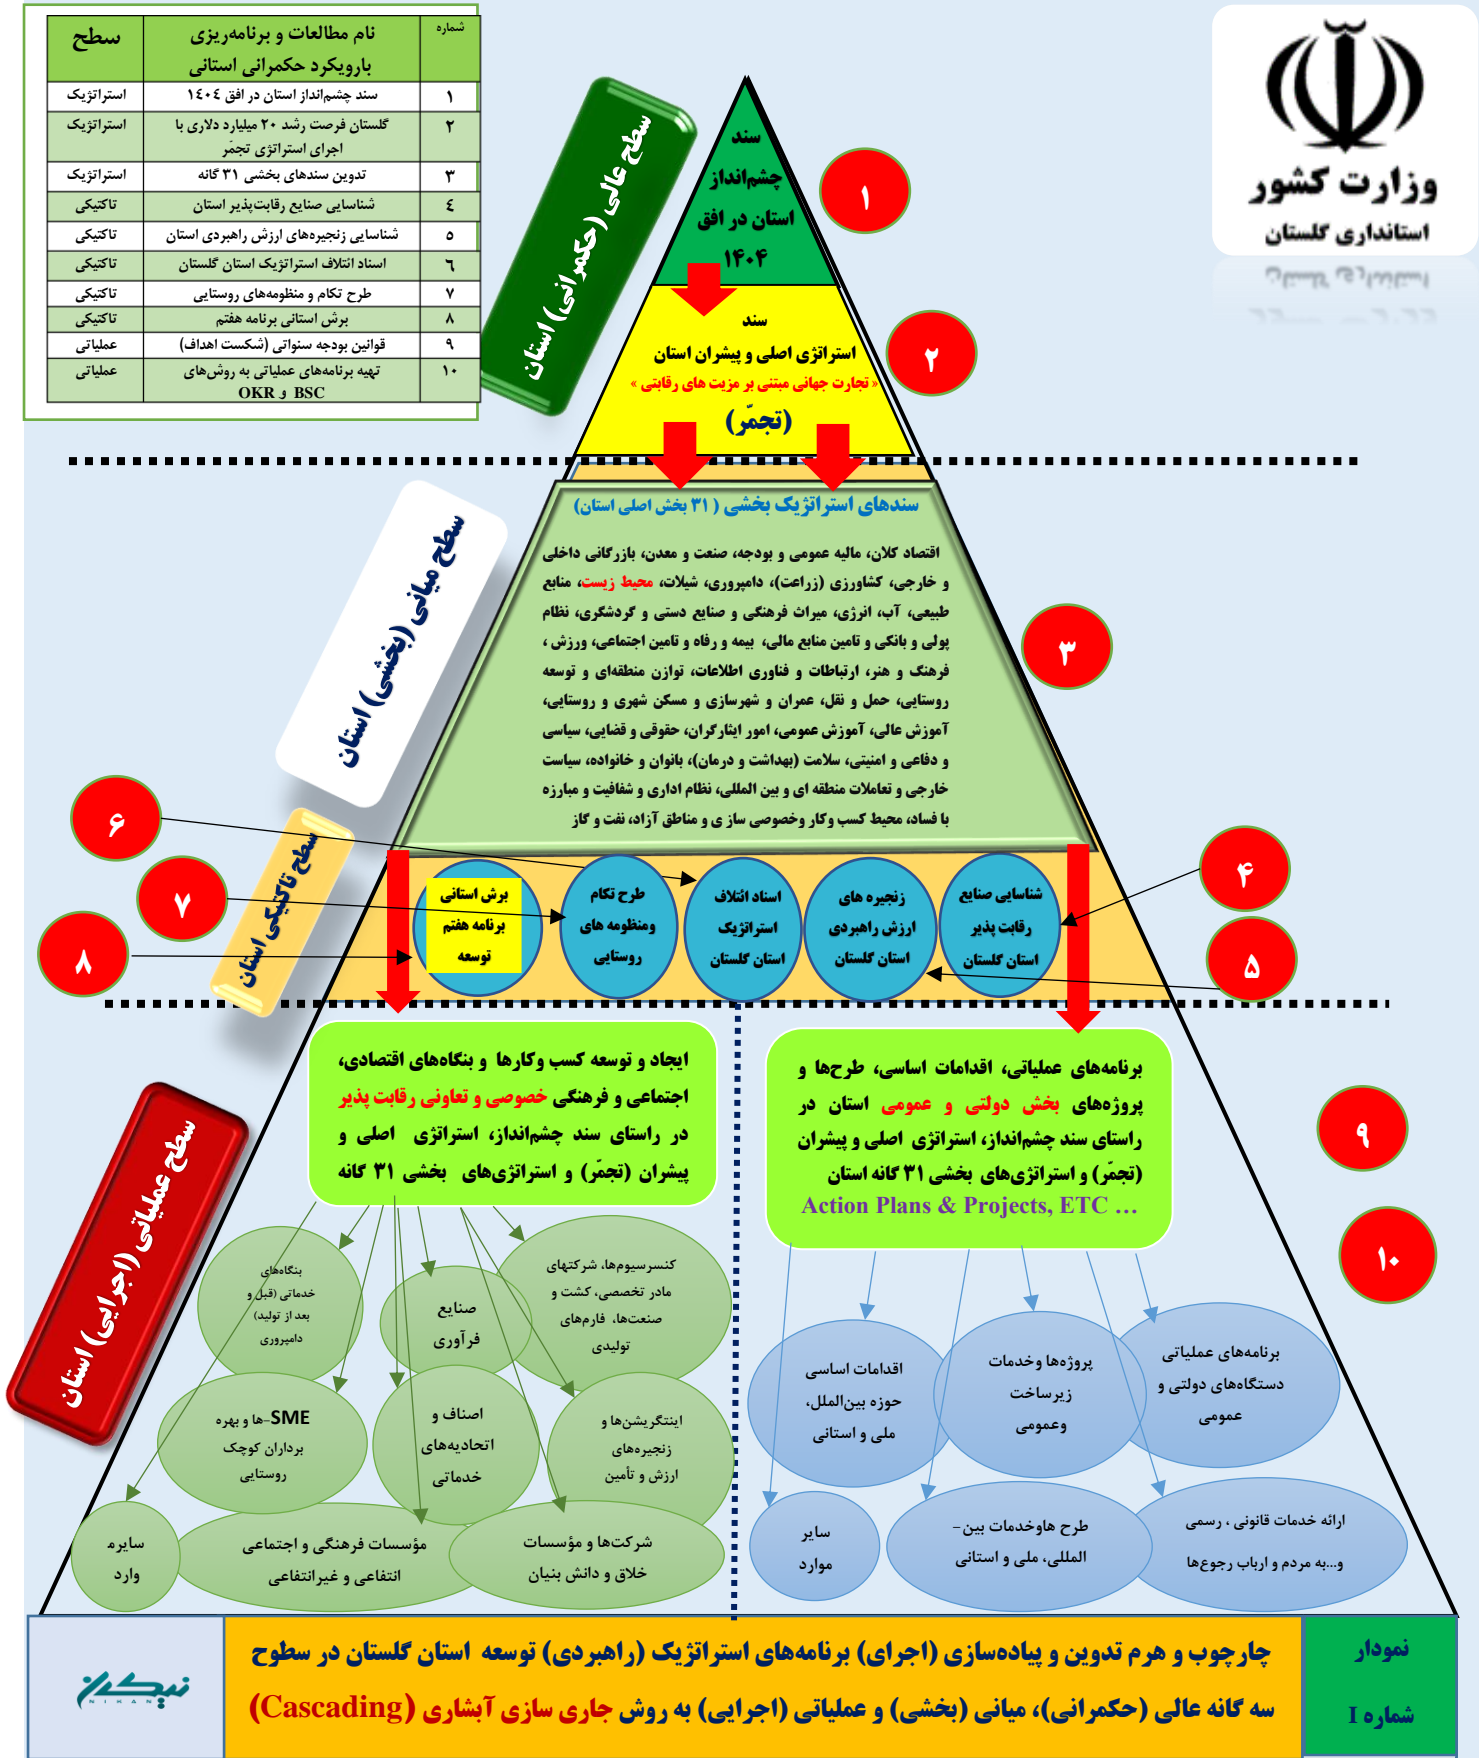 شماره
نام مطالعات و برنامه‌ریزی
بارویکرد حکمرانی استانی
سطح
۱
سند چشم‌انداز استان در افق ۱٤۰٤
استراتژیک
۲
گلستان فرصت رشد ۲۰ میلیارد دلاری با
اجرای استراتژی تجمّر
استراتژیک
۳
تدوین سندهای بخشی ۳۱ گانه
استراتژیک
٤
شناسایی صنایع رقابت‌پذیر استان
تاکتیکی
٥
شناسایی زنجیره‌های ارزش راهبردی استان
تاکتیکی
٦
اسناد ائتلاف استراتژیک استان گلستان
تاکتیکی
۷
طرح تکام و منظومه‌های روستایی
تاکتیکی
۸
برش استانی برنامه هفتم
تاکتیکی
۹
قوانین بودجه سنواتی (شکست اهداف)
عملیاتی
۱۰
تهیه برنامه‌های عملیاتی به روش‌های
BSC و OKR
عملیاتی
وزارت کشور
استانداری گلستان
سطح عالی (حکمرانی) استان
سند
چشم‌انداز
استان در افق
۱۴۰۴
۱
سند
استراتژی اصلی و پیشران استان
« تجارت جهانی مبتنی بر مزیت های رقابتی »
(تجمّر)
۲
سطح میانی (بخشی) استان
سندهای استراتژیک بخشی ( ۳۱ بخش اصلی استان)
اقتصاد کلان، مالیه عمومی و بودجه، صنعت و معدن، بازرگانی داخلی
و خارجی، کشاورزی (زراعت)، دامپروری، شیلات، محیط زیست، منابع
طبیعی، آب، انرژی، میراث فرهنگی و صنایع دستی و گردشگری، نظام
پولی و بانکی و تامین منابع مالی، بیمه و رفاه و تامین اجتماعی، ورزش ،
فرهنگ و هنر، ارتباطات و فناوری اطلاعات، توازن منطقه‌ای و توسعه
روستایی، حمل و نقل، عمران و شهرسازی و مسکن شهری و روستایی،
آموزش عالی، آموزش عمومی، امور ایثارگران، حقوقی و قضایی، سیاسی
و دفاعی و امنیتی، سلامت (بهداشت و درمان)، بانوان و خانواده، سیاست
خارجی و تعاملات منطقه ای و بین المللی، نظام اداری و شفافیت و مبارزه
با فساد، محیط کسب وکار وخصوصی ساز ی و مناطق آزاد، نفت و گاز
۳
سطح تاکتیکی استان
۴
۵
۶
۷
۸
شناسایی صنایع
رقابت پذیر
استان گلستان
زنجیره های
ارزش راهبردی
استان گلستان
اسناد ائتلاف
استراتژیک
استان گلستان
طرح تکام
ومنظومه های
روستایی
برش استانی
برنامه هفتم
توسعه
سطح عملیاتی (اجرایی) استان
برنامه‌های عملیاتی، اقدامات اساسی، طرح‌ها و
پروژه‌های بخش دولتی و عمومی استان در
راستای سند چشم‌انداز، استراتژی اصلی و پیشران
(تجمّر) و استراتژی‌های بخشی ۳۱ گانه استان
Action Plans & Projects, ETC …
ایجاد و توسعه کسب وکارها و بنگاه‌های اقتصادی،
اجتماعی و فرهنگی خصوصی و تعاونی رقابت پذیر
در راستای سند چشم‌انداز، استراتژی اصلی و
پیشران (تجمّر) و استراتژی‌های بخشی ۳۱ گانه
۹
۱۰
برنامه‌های عملیاتی
دستگاه‌های دولتی و
عمومی
پروژه‌ها وخدمات
زیرساخت
وعمومی
اقدامات اساسی
حوزه بین‌الملل،
ملی و استانی
ارائه خدمات قانونی ، رسمی
و...به مردم و ارباب رجوع‌ها
طرح هاوخدمات بین –
المللی، ملی و استانی
سایر
موارد
کنسرسیوم‌ها، شرکتهای
مادر تخصصی، کشت و
صنعت‌ها، فارم‌های
تولیدی
صنایع
فرآوری
بنگاه‌های
خدماتی (قبل و
بعد از تولید)
دامپروری
اینتگریشن‌ها و
زنجیره‌های
ارزش و تأمین
اصناف و
اتحادیه‌های
خدماتی
SME-ها و بهره
برداران کوچک
روستایی
شرکت‌ها و مؤسسات
خلاق و دانش بنیان
مؤسسات فرهنگی و اجتماعی
انتفاعی و غیرانتفاعی
سایرم
وارد
نمودار
شماره I
چارچوب و هرم تدوین و پیاده‌سازی (اجرای) برنامه‌های استراتژیک (راهبردی) توسعه استان گلستان در سطوح
سه گانه عالی (حکمرانی)، میانی (بخشی) و عملیاتی (اجرایی) به روش جاری سازی آبشاری (Cascading)
نیکان
NIKAN